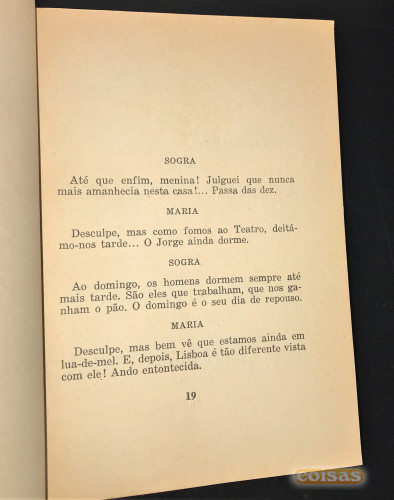 SOGRA
Até que enfim, menina! Julguei que nunca
mais amanhecia nesta casa!... Passa das dez.
MARIA
Desculpe, mas como fomos ao Teatro, deitá-
mo-nos tarde... O Jorge ainda dorme.
SOGRA
Ao domingo, os homens dormem sempre até
mais tarde. São eles que trabalham, que nos ga-
nham o pão. O domingo é o seu dia de repouso.
MARIA
Desculpe, mas bem vê que estamos ainda em
lua-de-mel. E, depois, Lisboa é tão diferente vista
com ele! Ando entontecida.
19
coisas